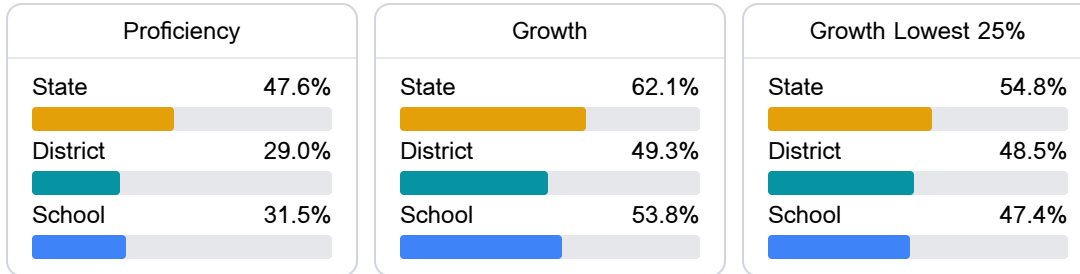 Proficiency
State 47.6%
District 29.0%
School 31.5%
Growth
State 62.1%
District 49.3%
School 53.8%
Growth Lowest 25%
State 54.8%
District 48.5%
School 47.4%